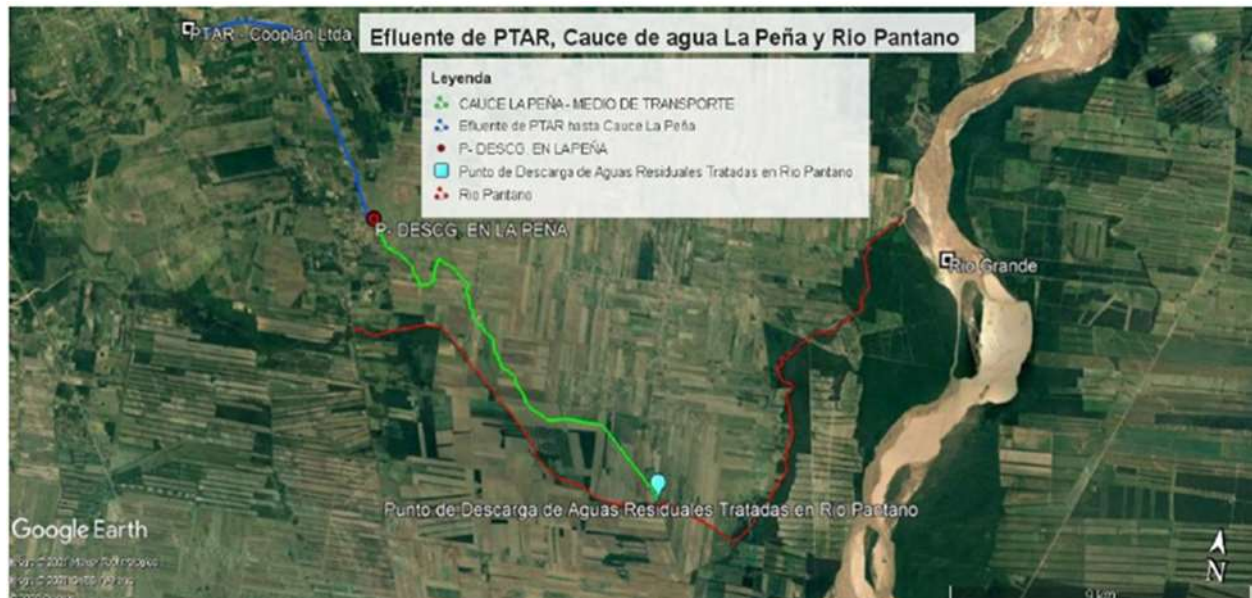 PTAR - Cooplan Ltda.
Efluente de PTAR, Cauce de agua La Peña y Rio Pantano
Leyenda
CAUCE LA PEÑA - MEDIO DE TRANSPORTE
Efluente de PTAR hasta Cauce La Peña
P- DESCG. EN LA PEÑA
Punto de Descarga de Aguas Residuales Tratadas en Rio Pantano
Rio Pantano
P- DESCG. EN LA PEÑA
Rio Grande
Punto de Descarga de Aguas Residuales Tratadas en Rio Pantano
Google Earth
N
9 km